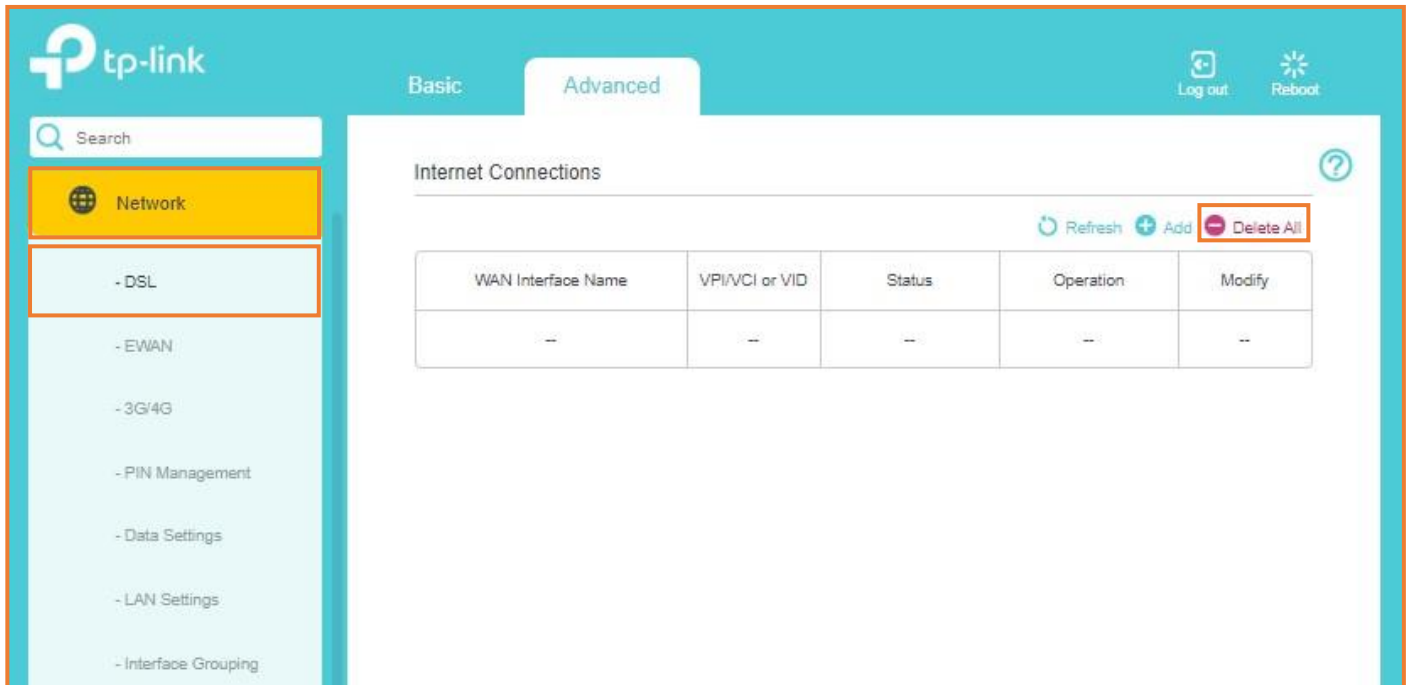 tp-link
Basic Advanced Log out Reboot
Search
Network
- DSL
- EWAN
- 3G/4G
- PIN Management
- Data Settings
- LAN Settings
- Interface Grouping
Internet Connections
Refresh Add Delete All
WAN Interface Name VPI/VCI or VID Status Operation Modify
-- -- -- -- --